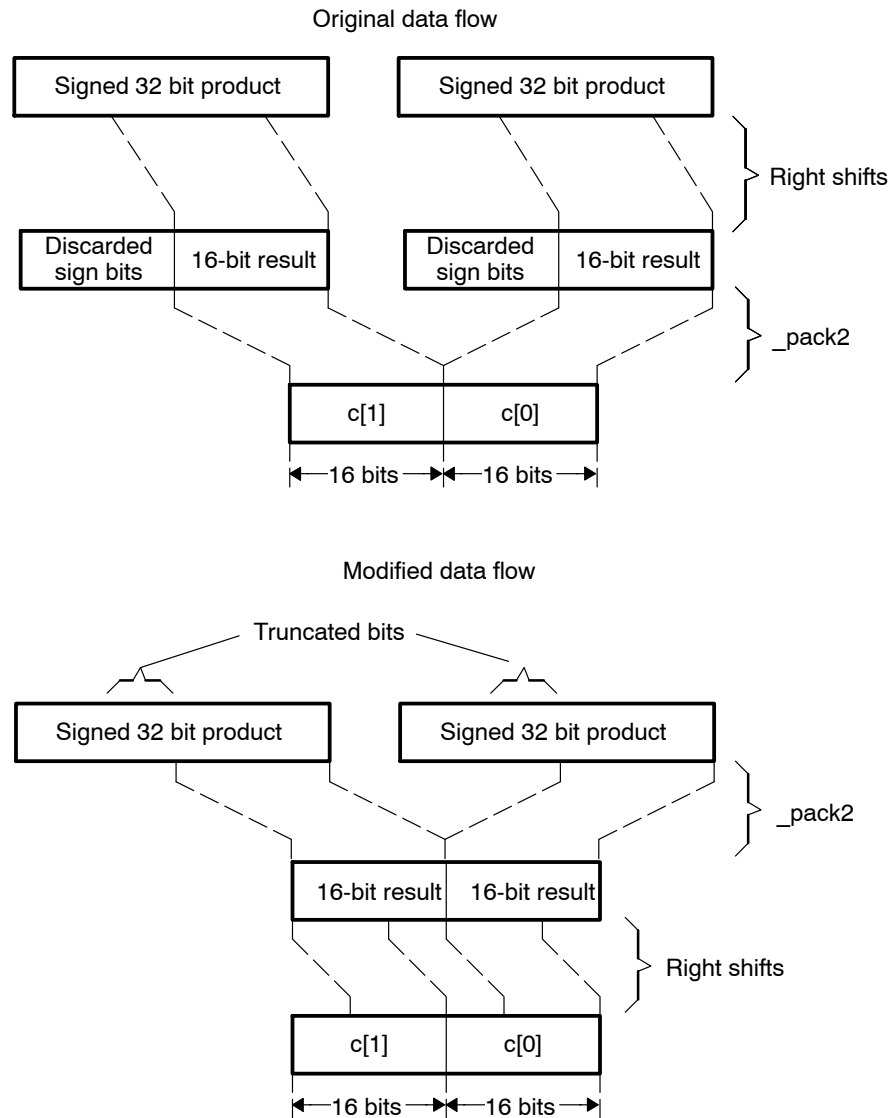 Original data flow
Signed 32 bit product
Signed 32 bit product
Right shifts
Discarded
sign bits
16-bit result
Discarded
sign bits
16-bit result
_pack2
c[1]
c[0]
16 bits
16 bits
Modified data flow
Truncated bits
Signed 32 bit product
Signed 32 bit product
_pack2
16-bit result
16-bit result
Right shifts
c[1]
c[0]
16 bits
16 bits